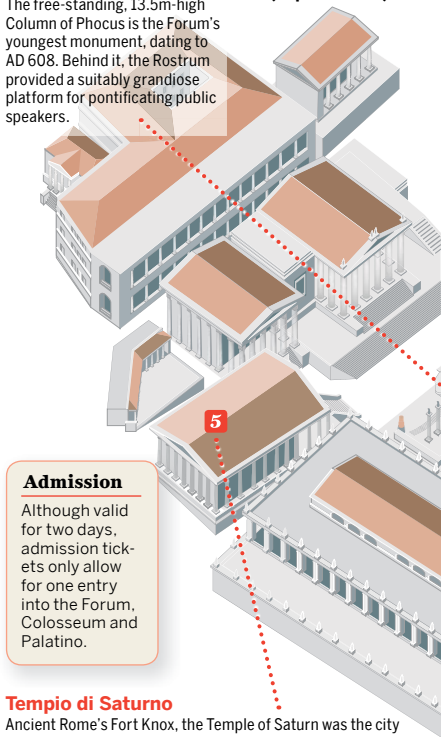 The free-standing, 13.5m-high
Column of Phocus is the Forum's
youngest monument, dating to
AD 608. Behind it, the Rostrum
provided a suitably grandiose
platform for pontificating public
speakers.
5
Admission
Although valid
for two days,
admission tick-
ets only allow
for one entry
into the Forum,
Colosseum and
Palatino.
Tempio di Saturno
Ancient Rome's Fort Knox, the Temple of Saturn was the city